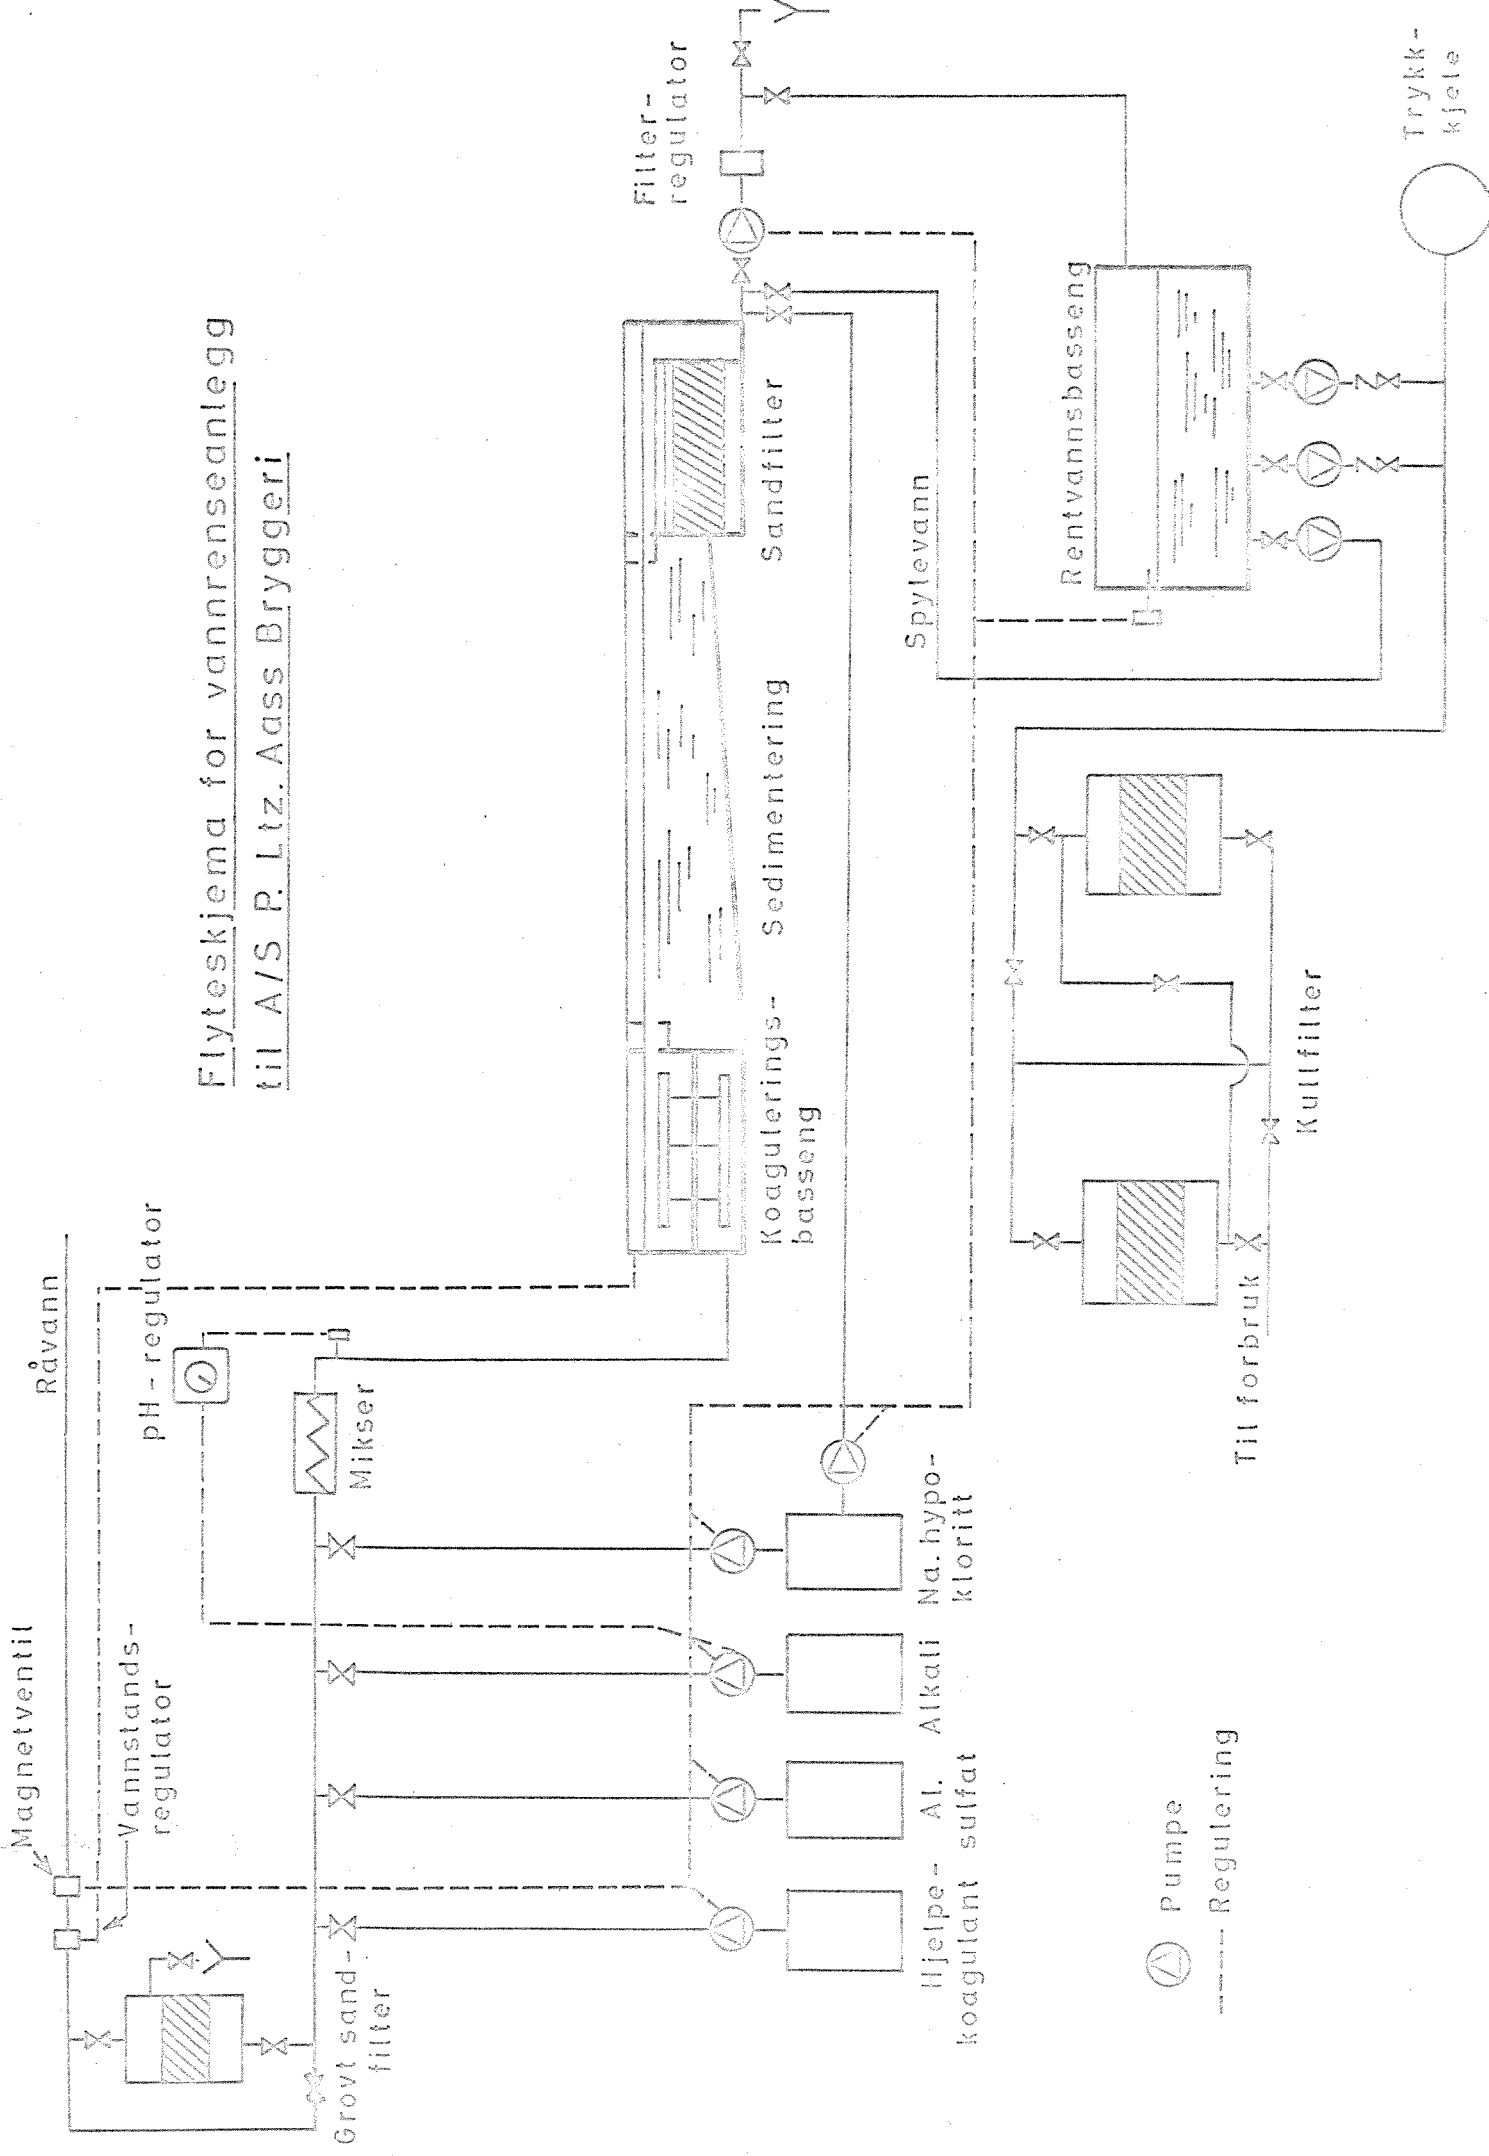 Flyteskjema for vannrenseanlegg
til A/S P. Ltz. Aass Bryggeri
Magnetventil
Råvann
Vannstands-
regulator
pH-regulator
Grovt sand-
filter
Mikser
Hjelpe-
koagulant
Al.
sulfat
Alkali
Na.hypo-
kloritt
Koagulerings-
basseng
Sedimentering
Sandfilter
Filter-
regulator
Spylevann
Rentvannsbasseng
Trykk-
kjele
Kullfilter
Til forbruk
Pumpe
Regulering